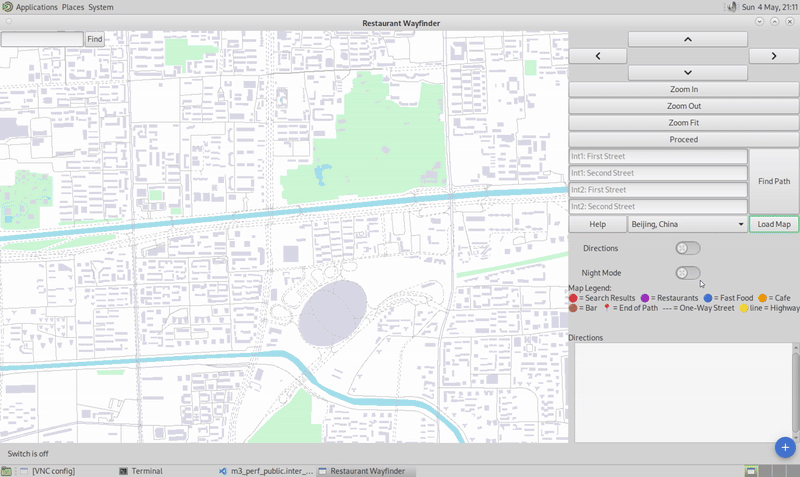 Applications Places System
Sun 4 May, 21:11
Restaurant Wayfinder
Find
Zoom In
Zoom Out
Zoom Fit
Proceed
Int1: First Street
Int1: Second Street
Int2: First Street
Int2: Second Street
Find Path
Help
Beijing, China
Load Map
Directions
Night Mode
Map Legend:
= Search Results = Restaurants = Fast Food = Cafe
= Bar = End of Path --- = One-Way Street line = Highway
Directions
+
Switch is off
[VNC config]
Terminal
m3_perf_public.inter_...
Restaurant Wayfinder